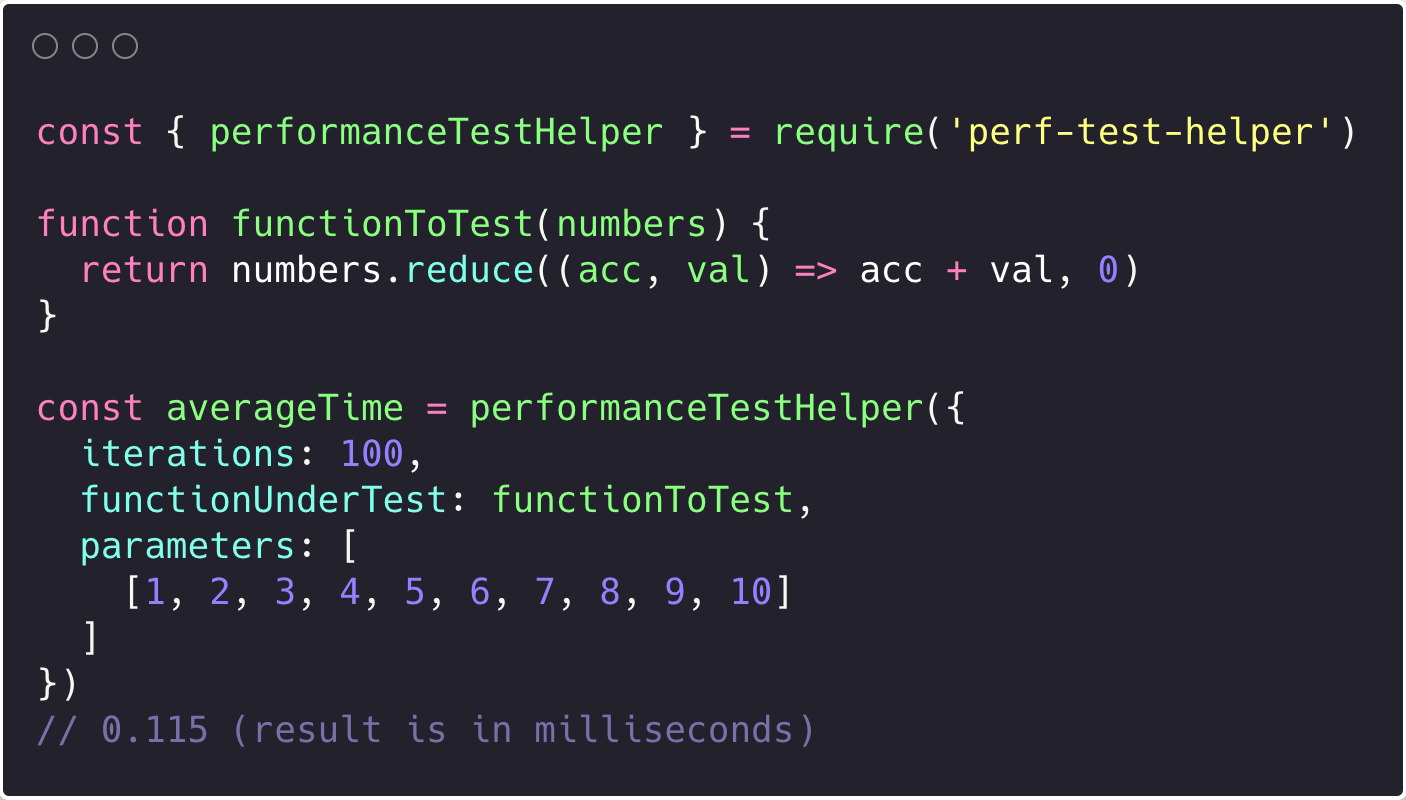 const { performanceTestHelper } = require('perf-test-helper')
function functionToTest(numbers) {
  return numbers.reduce((acc, val) => acc + val, 0)
}
const averageTime = performanceTestHelper({
  iterations: 100,
  functionUnderTest: functionToTest,
  parameters: [
    [1, 2, 3, 4, 5, 6, 7, 8, 9, 10]
  ]
})
// 0.115 (result is in milliseconds)